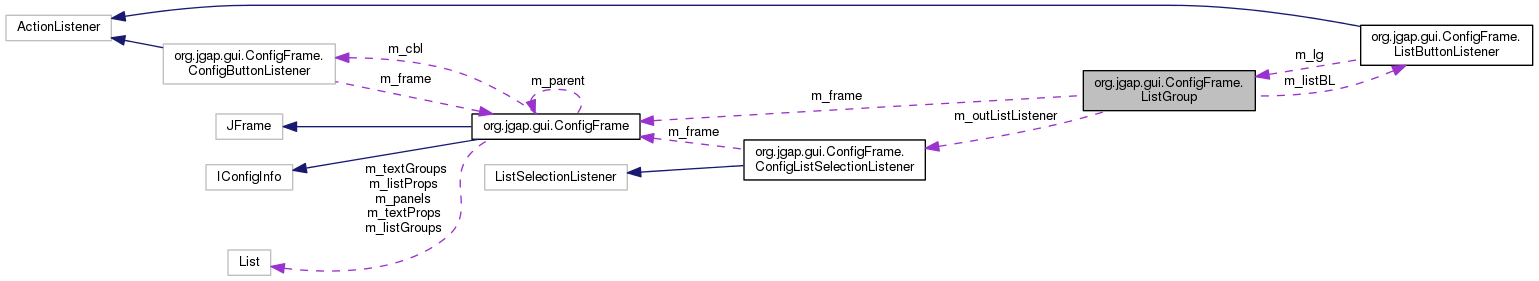 ActionListener
org.jgap.gui.ConfigFrame.
ConfigButtonListener
m_cbl
m_frame
m_parent
JFrame
org.jgap.gui.ConfigFrame
IConfigInfo
m_textGroups
m_listProps
m_panels
m_textProps
m_listGroups
List
ListSelectionListener
m_frame
m_frame
org.jgap.gui.ConfigFrame.
ConfigListSelectionListener
m_outListListener
org.jgap.gui.ConfigFrame.
ListGroup
m_lg
m_listBL
org.jgap.gui.ConfigFrame.
ListButtonListener